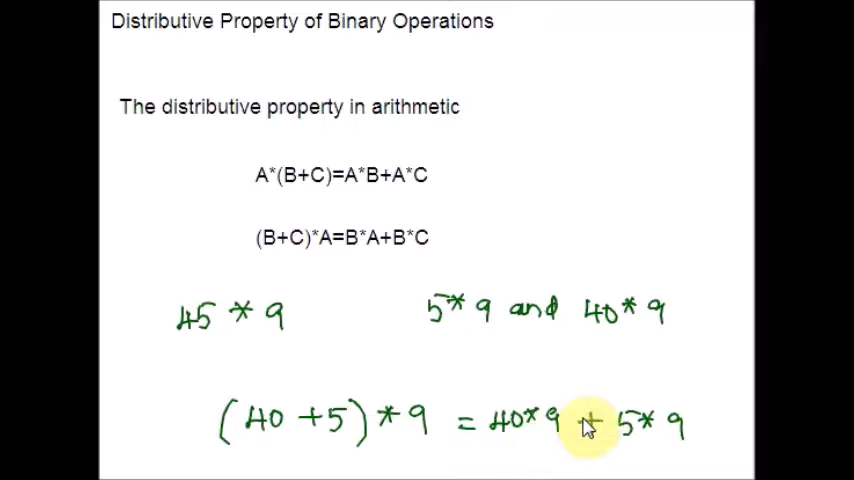 Distributive Property of Binary Operations
The distributive property in arithmetic
A*(B+C)=A*B+A*C
(B+C)*A=B*A+B*C
45 * 9 5* 9 and 40* 9
(40 +5) * 9 = 40* 9 + 5* 9